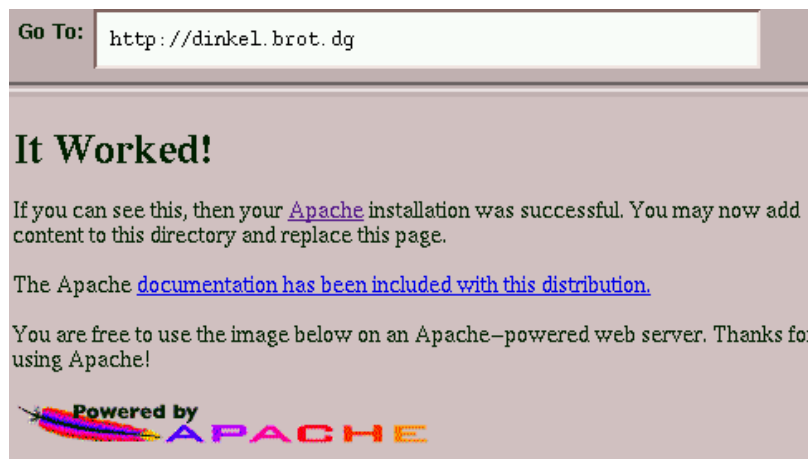 Go To: http://dinkel.brot.dg
It Worked!
If you can see this, then your Apache installation was successful. You may now add
content to this directory and replace this page.
The Apache documentation has been included with this distribution.
You are free to use the image below on an Apache-powered web server. Thanks fo
using Apache!
Powered by
APACHE